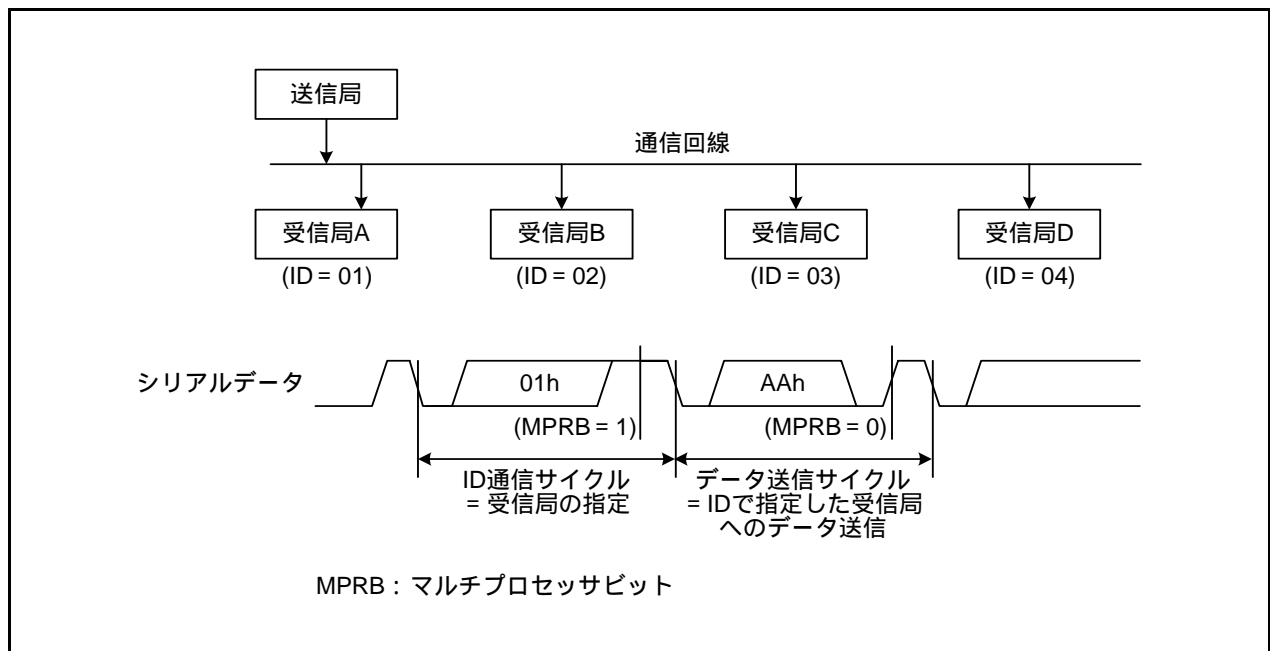 送信局
通信回線
受信局A
受信局B
受信局C
受信局D
(ID = 01)
(ID = 02)
(ID = 03)
(ID = 04)
シリアルデータ
01h
AAh
(MPRB = 1)
(MPRB = 0)
ID通信サイクル
= 受信局の指定
データ送信サイクル
= IDで指定した受信局
へのデータ送信
MPRB : マルチプロセッサビット